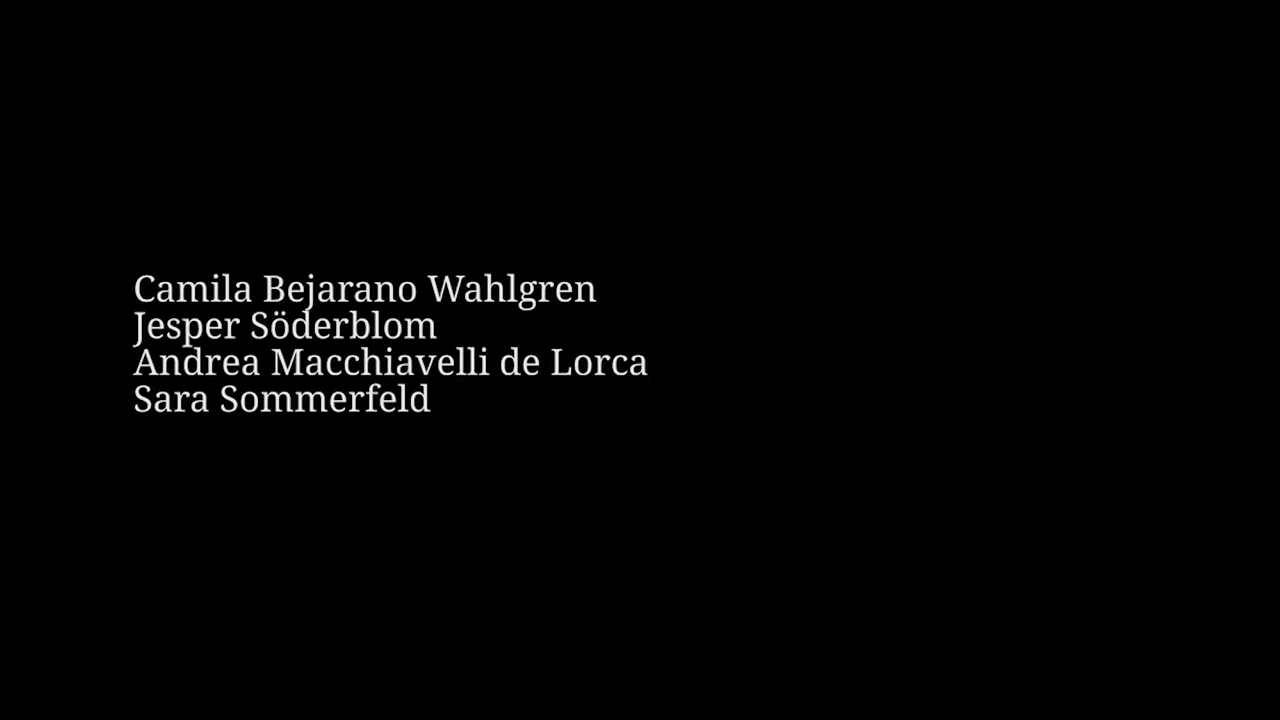 Camila Bejarano Wahlgren
Jesper Söderblom
Andrea Macchiavelli de Lorca
Sara Sommerfeld